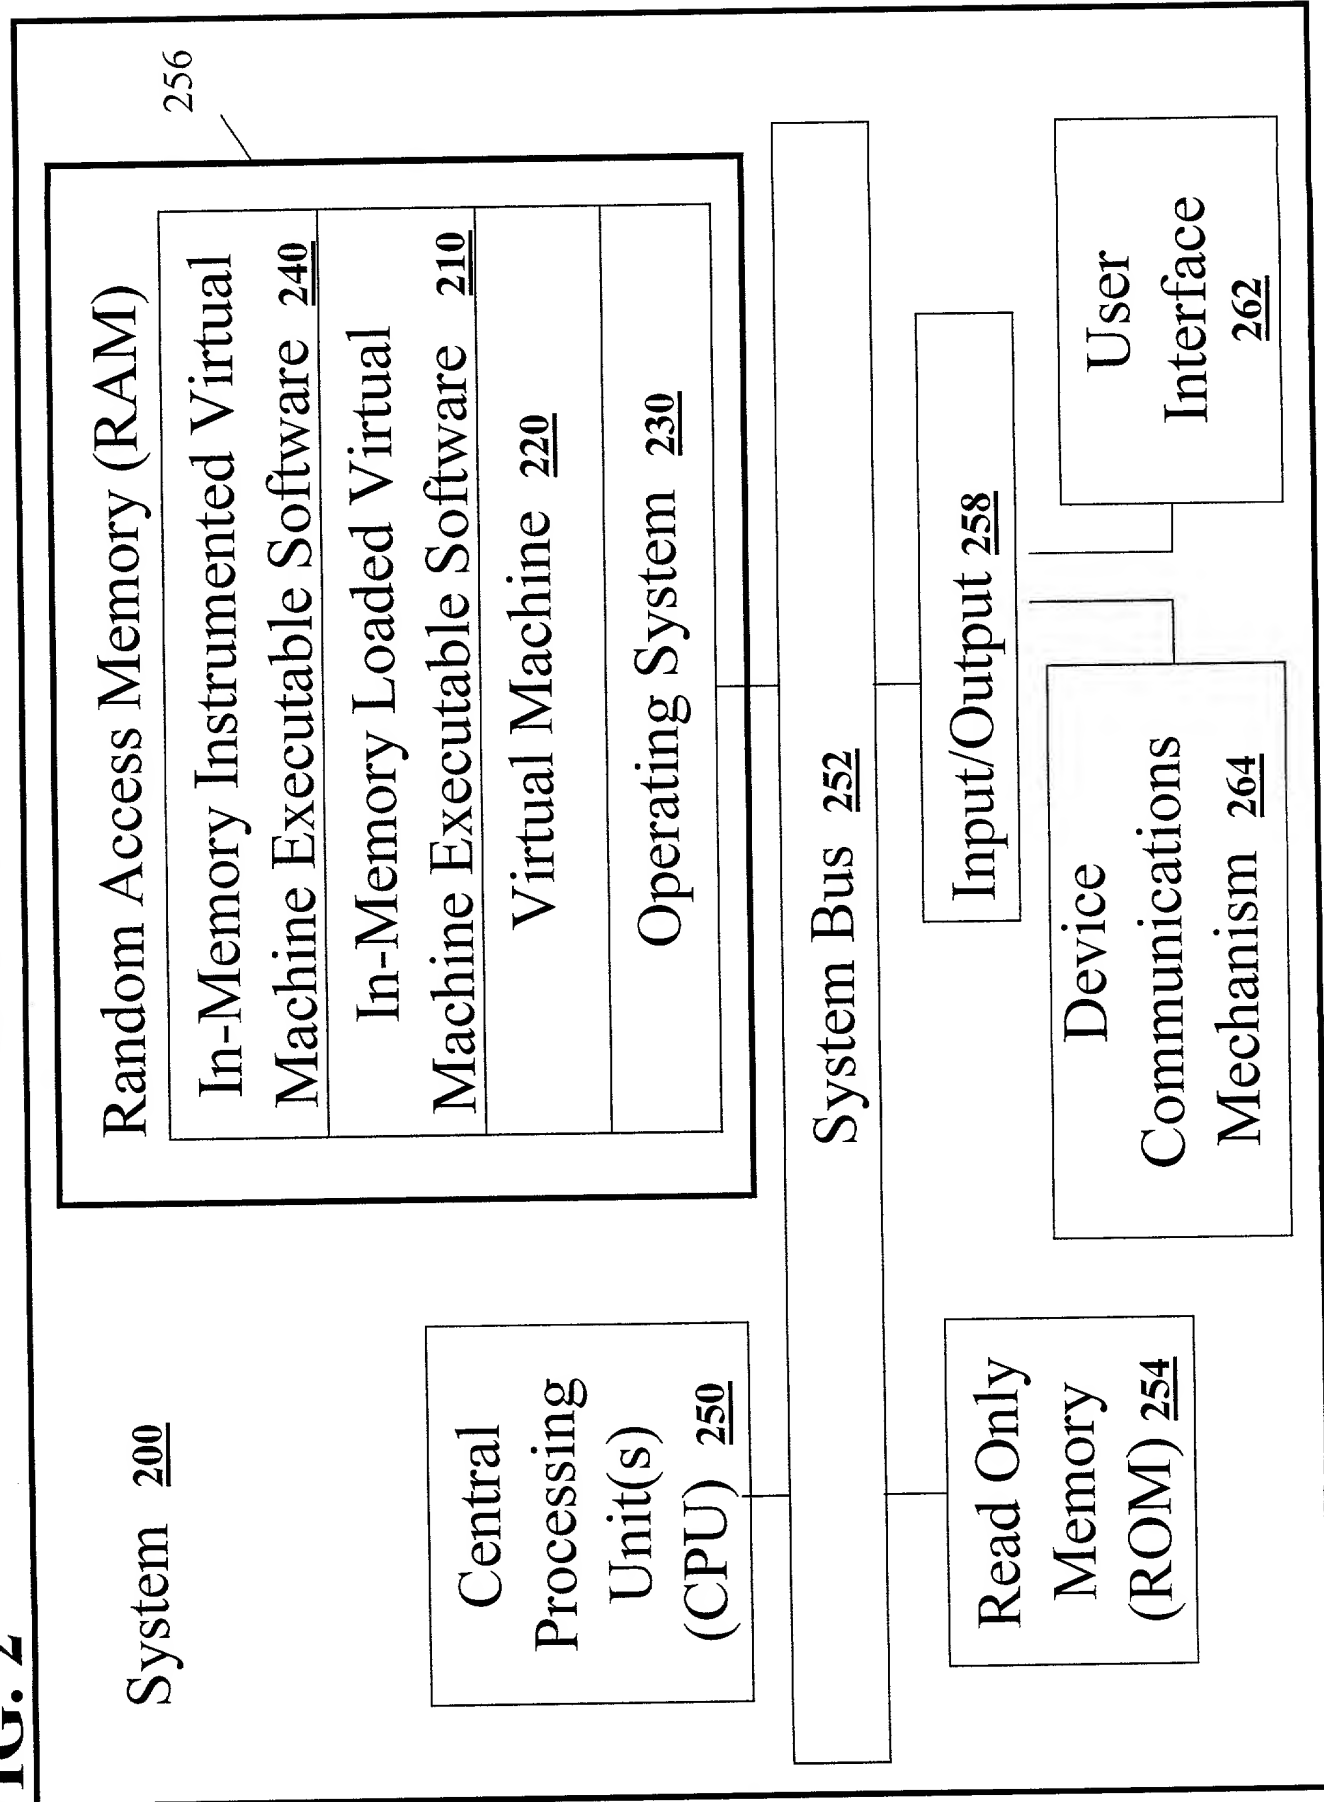 IG. 2
System 200
256
Random Access Memory (RAM)
In-Memory Instrumented Virtual
Machine Executable Software 240
In-Memory Loaded Virtual
Machine Executable Software 210
Virtual Machine 220
Operating System 230
Central
Processing
Unit(s)
(CPU) 250
System Bus 252
Read Only
Memory
(ROM) 254
Input/Output 258
Device
Communications
Mechanism 264
User
Interface
262